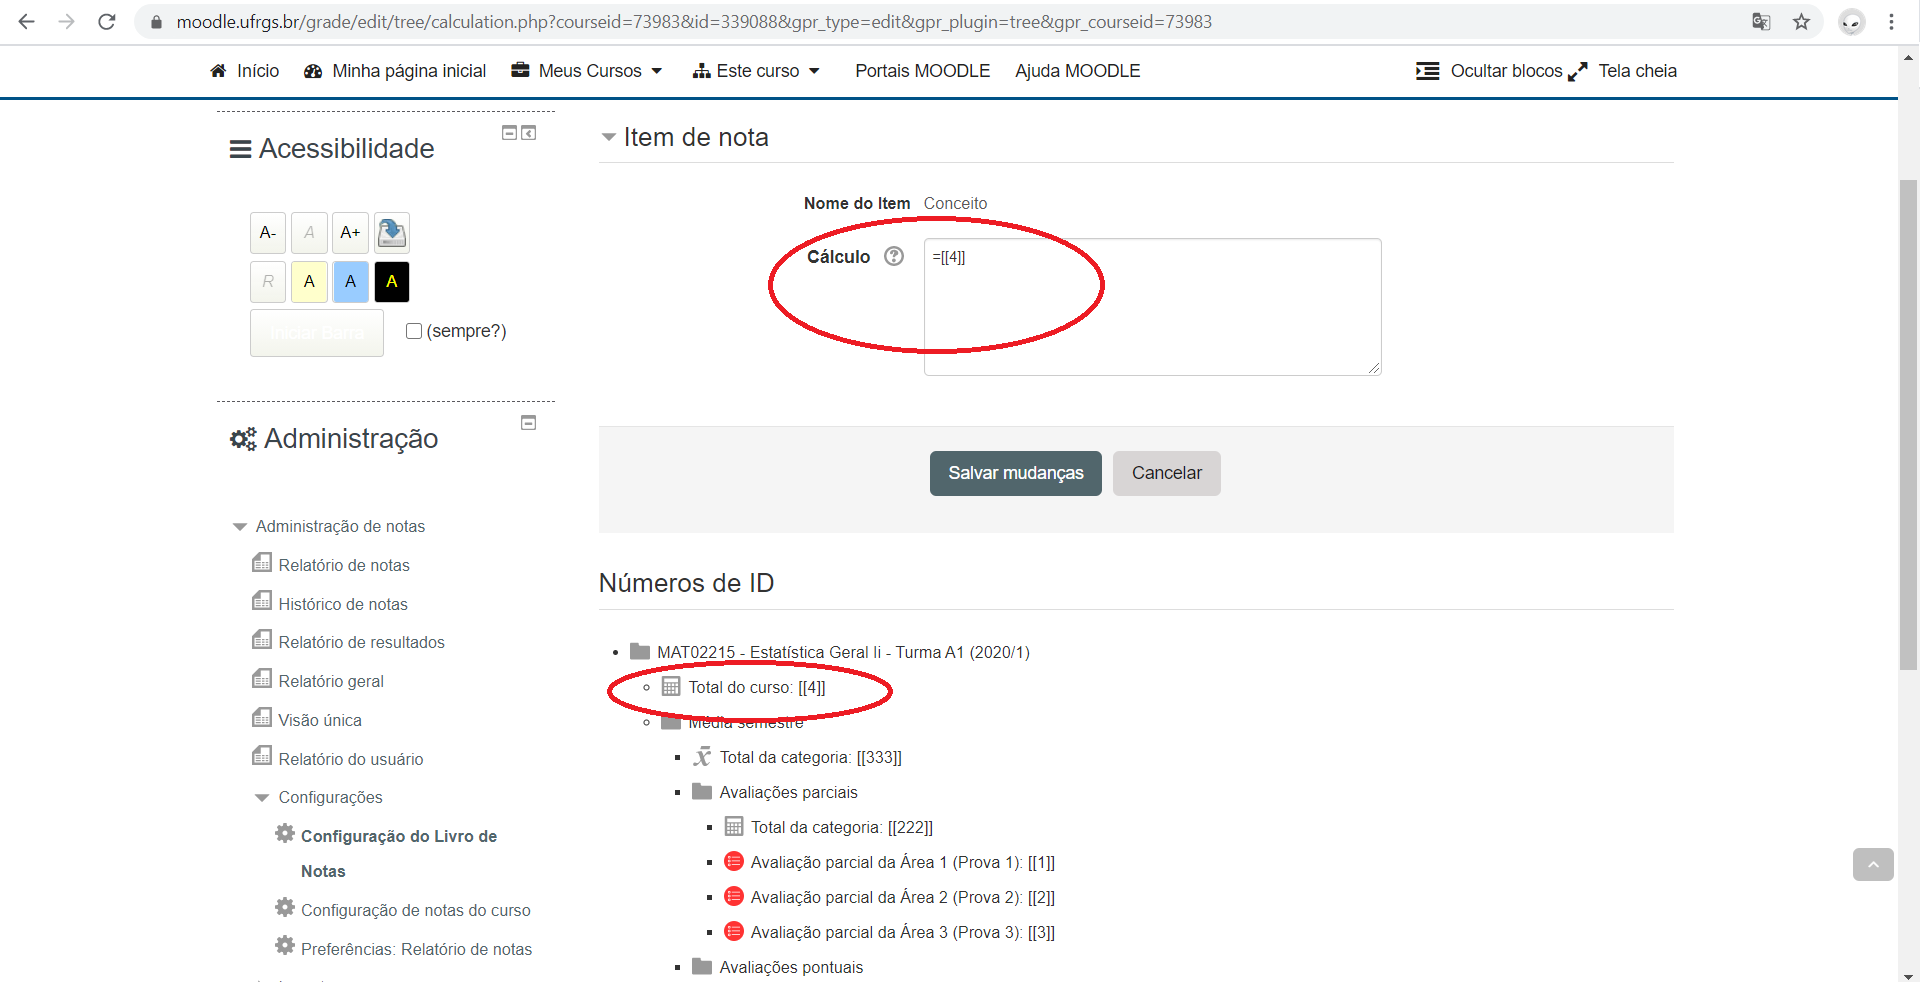 moodle.ufrgs.br/grade/edit/tree/calculation.php?courseid=73983&id=339088&gpr_type=edit&gpr_plugin=tree&gpr_courseid=73983
Início Minha página inicial Meus Cursos Este curso Portais MOODLE Ajuda MOODLE Ocultar blocos Tela cheia
Acessibilidade
A- A A+
R A A A
Iniciar Barra (sempre?)
Administração
Administração de notas
Relatório de notas
Histórico de notas
Relatório de resultados
Relatório geral
Visão única
Relatório do usuário
Configurações
Configuração do Livro de
Notas
Configuração de notas do curso
Preferências: Relatório de notas
Item de nota
Nome do Item Conceito
Cálculo =[[4]]
Salvar mudanças Cancelar
Números de ID
MAT02215 - Estatística Geral Ii - Turma A1 (2020/1)
Total do curso: [[4]]
Média semestre
Total da categoria: [[333]]
Avaliações parciais
Total da categoria: [[222]]
Avaliação parcial da Área 1 (Prova 1): [[1]]
Avaliação parcial da Área 2 (Prova 2): [[2]]
Avaliação parcial da Área 3 (Prova 3): [[3]]
Avaliações pontuais